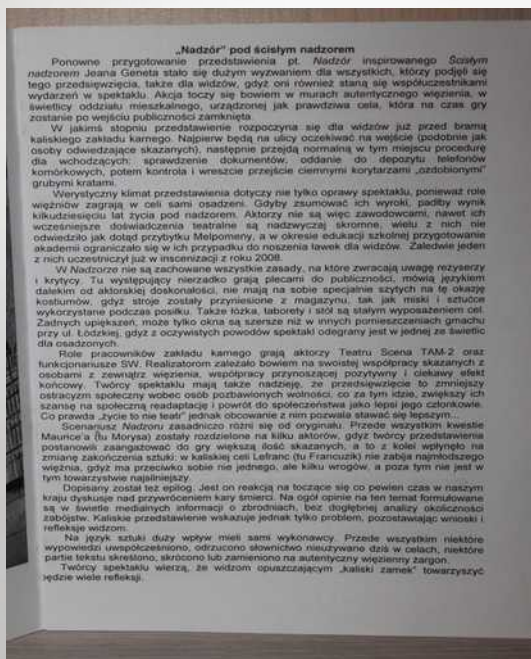 „Nadzór" pod ścisłym nadzorem
Ponowne przygotowanie przedstawienia pt. Nadzór inspirowanego Ścisłym
nadzorem Jeana Geneta stało się dużym wyzwaniem dla wszystkich, którzy podjęli się
tego przedsięwzięcia, także dla widzów, gdyż oni również staną się współuczestnikami
wydarzeń w spektaklu. Akcja toczy się bowiem w murach autentycznego więzienia, w
świetlicy oddziału mieszkalnego, urządzonej jak prawdziwa cela, która na czas gry
zostanie po wejściu publiczności zamknięta.
W jakimś stopniu przedstawienie rozpoczyna się dla widzów już przed bramą
kaliskiego zakładu karnego. Najpierw będą na ulicy oczekiwać na wejście (podobnie jak
osoby odwiedzające skazanych), następnie przejdą normalną w tym miejscu procedurę
dla wchodzących: sprawdzenie dokumentów, oddanie do depozytu telefonów
komórkowych, potem kontrola i wreszcie przejście ciemnymi korytarzami „ozdobionymi"
grubymi kratami.
Werystyczny klimat przedstawienia dotyczy nie tylko oprawy spektaklu, ponieważ role
więźniów zagrają w celi sami osadzeni. Gdyby zsumować ich wyroki, padłby wynik
kilkudziesięciu lat życia pod nadzorem. Aktorzy nie są więc zawodowcami, nawet ich
wcześniejsze doświadczenia teatralne są nadzwyczaj skromne, wielu z nich nie
odwiedziło jak dotąd przybytku Melpomeny, a w okresie edukacji szkolnej przygotowanie
akademii ograniczało się w ich przypadku do noszenia ławek dla widzów. Zaledwie jeden
z nich uczestniczył już w inscenizacji z roku 2008.
W Nadzorze nie są zachowane wszystkie zasady, na które zwracają uwagę reżyserzy
i krytycy. Tu występujący nierzadko grają plecami do publiczności, mówią językiem
dalekim od aktorskiej doskonałości, nie mają na sobie specjalnie szytych na tę okazję
kostiumów, gdyż stroje zostały przyniesione z magazynu, tak jak miski i sztućce
wykorzystane podczas posiłku. Także łóżka, taborety i stół są stałym wyposażeniem cel.
Żadnych upiększeń, może tylko okna są szersze niż w innych pomieszczeniach gmachu
przy ul. Łódzkiej, gdyż z oczywistych powodów spektakl odegrany jest w jednej ze świetlic
dla osadzonych.
Role pracowników zakładu karnego grają aktorzy Teatru Scena TAM-2 oraz
funkcjonariusze SW. Realizatorom zależało bowiem na swoistej współpracy skazanych z
osobami z zewnątrz więzienia, współpracy przynoszącej pozytywny i ciekawy efekt
końcowy. Twórcy spektaklu mają także nadzieję, że przedsięwzięcie to zmniejszy
ostracyzm społeczny wobec osób pozbawionych wolności, co za tym idzie, zwiększy ich
szansę na społeczną readaptację i powrót do społeczeństwa jako lepsi jego członkowie.
Co prawda „życie to nie teatr" jednak obcowanie z nim pozwala stawać się lepszym...
Scenariusz Nadzoru zasadniczo różni się od oryginału. Przede wszystkim kwestie
Maurice'a (tu Morysa) zostały rozdzielone na kilku aktorów, gdyż twórcy przedstawienia
postanowili zaangażować do gry większą ilość skazanych, a to z kolei wpłynęło na
zmianę zakończenia sztuki: w kaliskiej celi Lefranc (tu Francuzik) nie zabija najmłodszego
więźnia, gdyż ma przeciwko sobie nie jednego, ale kilku wrogów, a poza tym nie jest w
tym towarzystwie najsilniejszy.
Dopisany został też epilog. Jest on reakcją na toczące się co pewien czas w naszym
kraju dyskusje nad przywróceniem kary śmierci. Na ogół opinie na ten temat formułowane
są w świetle medialnych informacji o zbrodniach, bez dogłębnej analizy okoliczności
zabójstw. Kaliskie przedstawienie wskazuje jednak tylko problem, pozostawiając wnioski i
refleksje widzom.
Na język sztuki duży wpływ mieli sami wykonawcy. Przede wszystkim niektóre
wypowiedzi uwspółcześniono, odrzucono słownictwo nieużywane dziś w celach, niektóre
partie tekstu skreślono, skrócono lub zamieniono na autentyczny więzienny żargon.
Twórcy spektaklu wierzą, że widzom opuszczającym „kaliski zamek" towarzyszyć
będzie wiele refleksji.